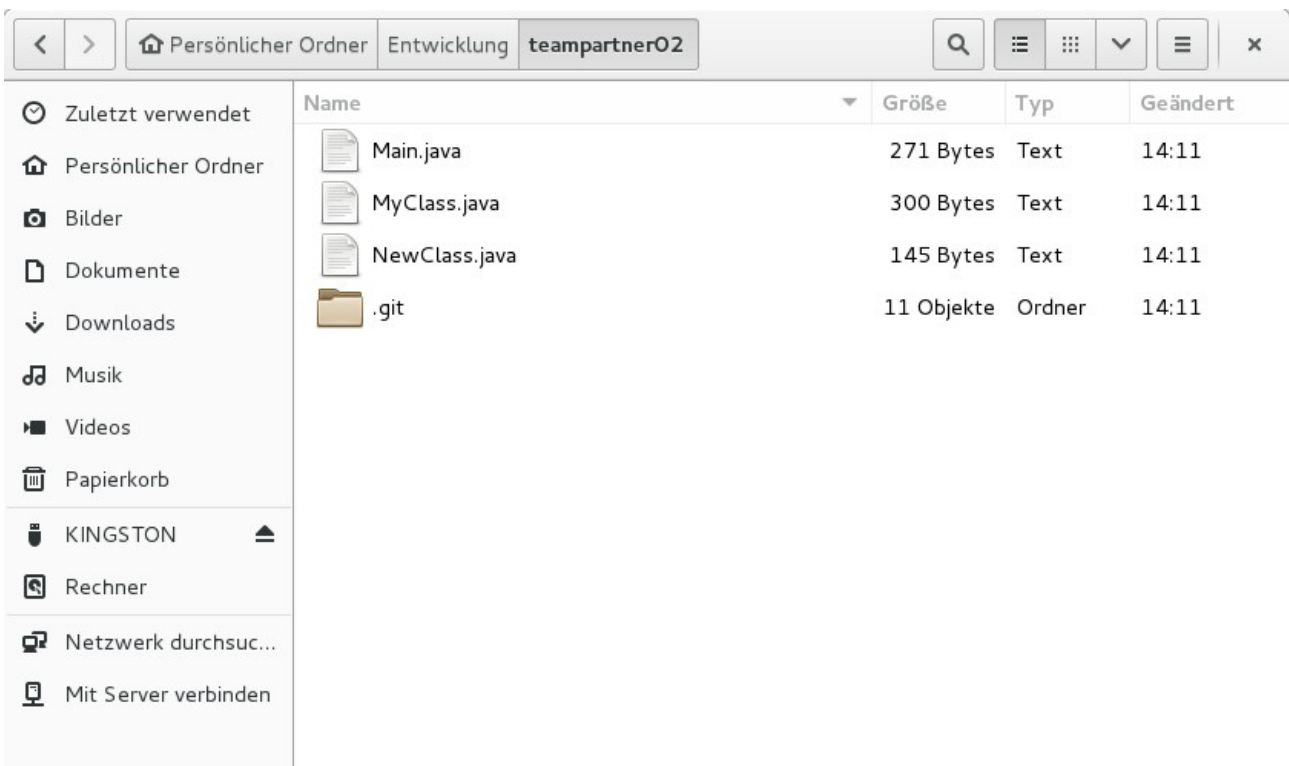 Persönlicher Ordner Entwicklung teampartner02
Zuletzt verwendet
Persönlicher Ordner
Bilder
Dokumente
Downloads
Musik
Videos
Papierkorb
KINGSTON
Rechner
Netzwerk durchsuc...
Mit Server verbinden
Name Größe Typ Geändert
Main.java 271 Bytes Text 14:11
MyClass.java 300 Bytes Text 14:11
NewClass.java 145 Bytes Text 14:11
.git 11 Objekte Ordner 14:11